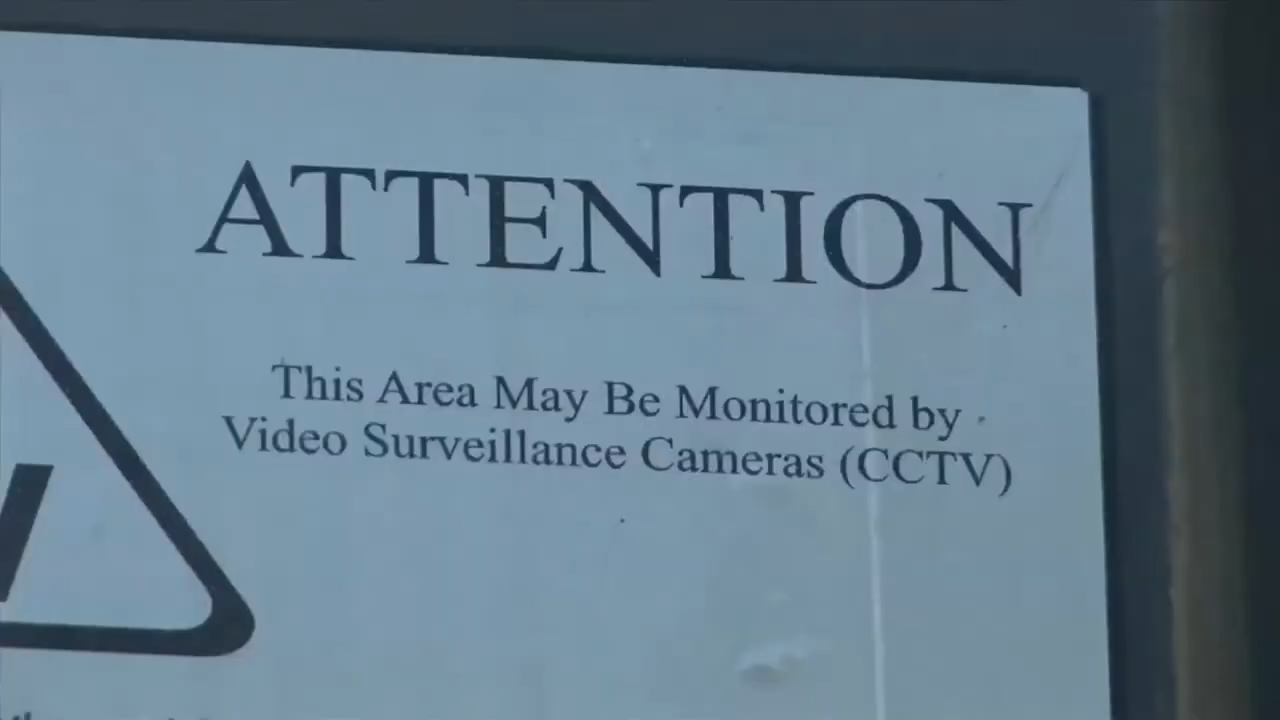 ATTENTION
This Area May Be Monitored by
Video Surveillance Cameras (CCTV)